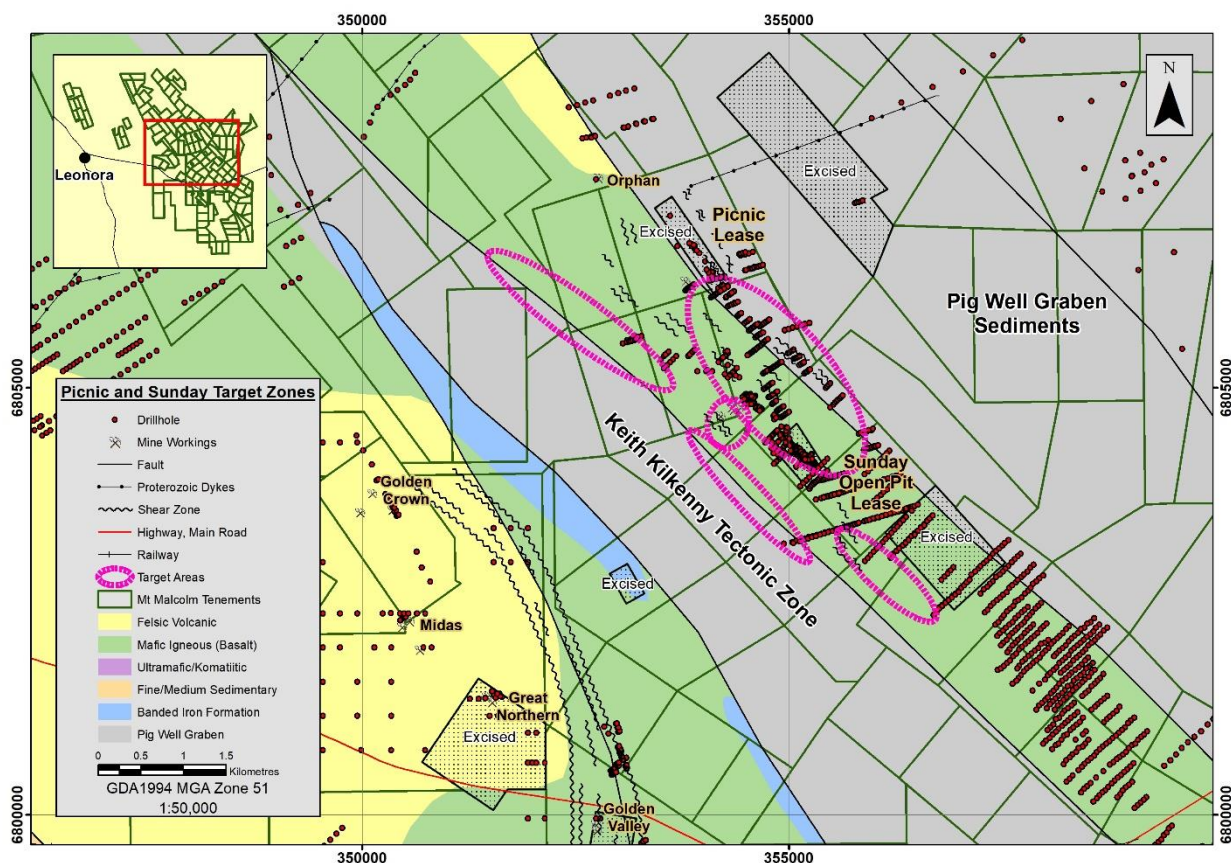 350000
355000
Leonora
N
Orphan
Excised
Picnic
Lease
Excised
Pig Well Graben
Sediments
6805000
6805000
Keith Kilkenny Tectonic Zone
Sunday
Open Pit
Lease
Excised
Golden
Crown
Excised
Midas
Great
Northern
Excised
Golden
Valley
Picnic and Sunday Target Zones
Drillhole
Mine Workings
Fault
Proterozoic Dykes
Shear Zone
Highway, Main Road
Railway
Target Areas
Mt Malcolm Tenements
Felsic Volcanic
Mafic Igneous (Basalt)
Ultramafic/Komatiitic
Fine/Medium Sedimentary
Banded Iron Formation
Pig Well Graben
0 0.5 1 1.5
Kilometres
GDA1994 MGA Zone 51
1:50,000
6800000
6800000
350000
355000